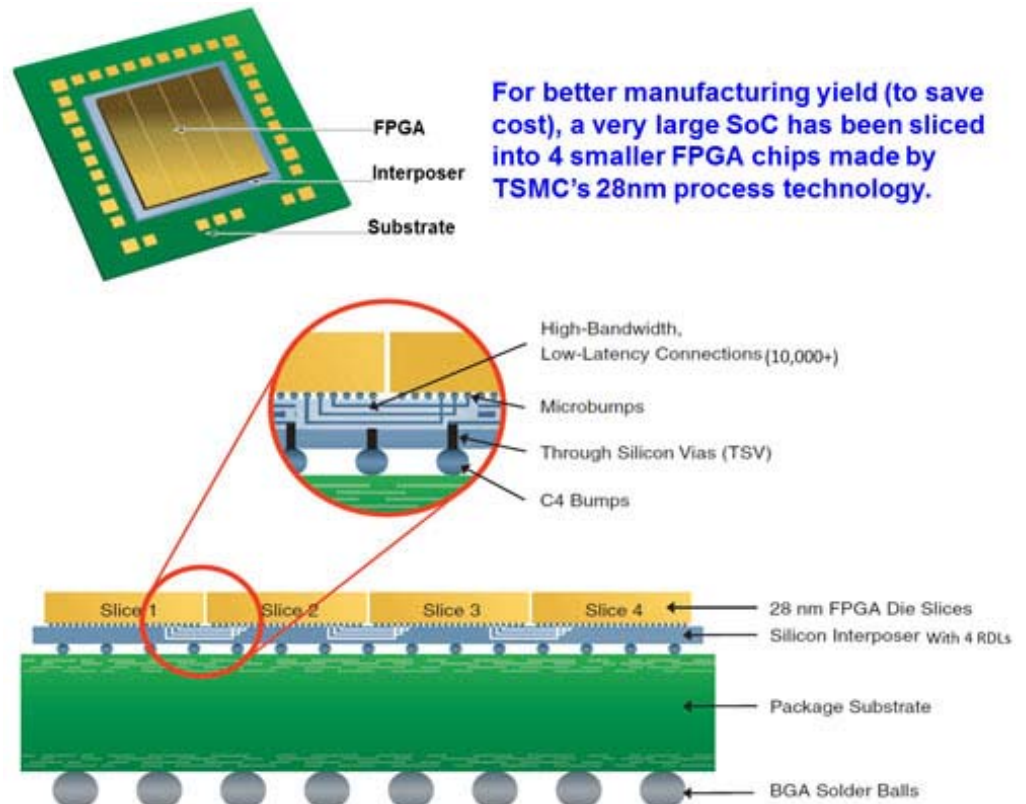 For better manufacturing yield (to save
cost), a very large SoC has been sliced
into 4 smaller FPGA chips made by
TSMC's 28nm process technology.
FPGA
Interposer
Substrate
High-Bandwidth,
Low-Latency Connections (10,000+)
Microbumps
Through Silicon Vias (TSV)
C4 Bumps
Slice 1
Slice 2
Slice 3
Slice 4
28 nm FPGA Die Slices
Silicon Interposer With 4 RDLs
Package Substrate
BGA Solder Balls